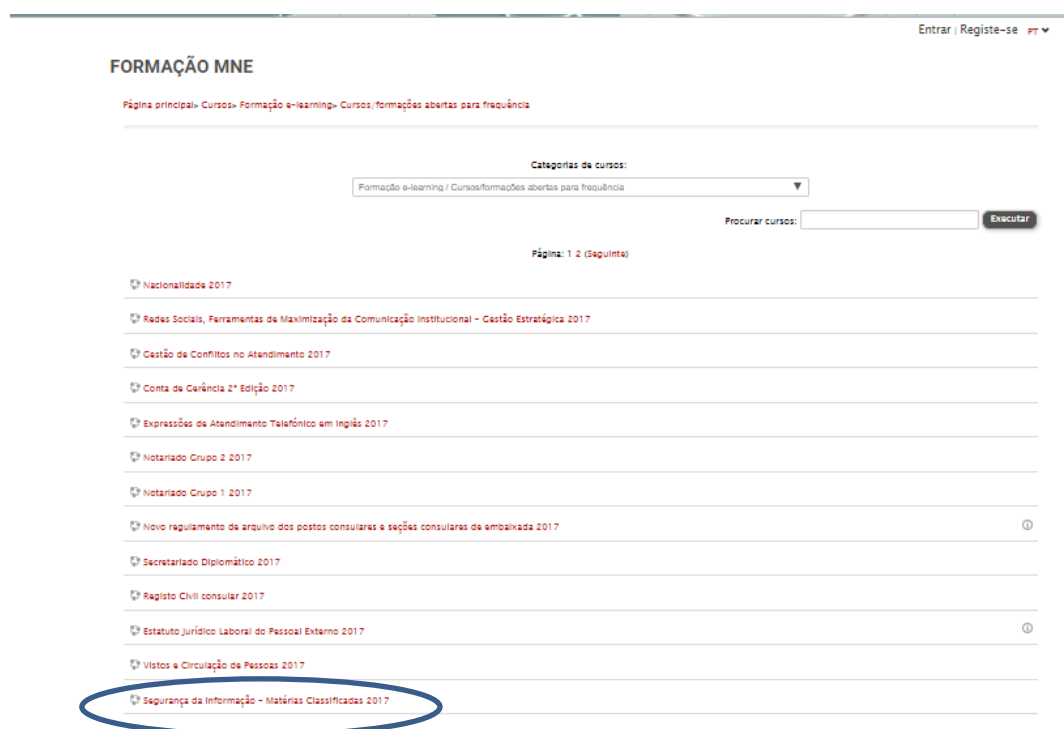 Entrar | Registe-se PT
FORMAÇÃO MNE
Página principal» Cursos» Formação e-learning» Cursos/formações abertas para frequência
Categorias de cursos:
Formação e-learning / Cursos/formações abertas para frequência
Procurar cursos: Executar
Página: 1 2 (Seguinte)
Nacionalidade 2017
Redes Sociais, Ferramentas de Maximização da Comunicação Institucional - Gestão Estratégica 2017
Gestão de Conflitos no Atendimento 2017
Conta de Gerência 2ª Edição 2017
Expressões de Atendimento Telefónico em Inglês 2017
Notariado Grupo 2 2017
Notariado Grupo 1 2017
Novo regulamento de arquivo dos postos consulares e seções consulares de embaixada 2017
Secretariado Diplomático 2017
Registo Civil consular 2017
Estatuto Jurídico Laboral do Pessoal Externo 2017
Vistos e Circulação de Pessoas 2017
Segurança da Informação - Matérias Classificadas 2017